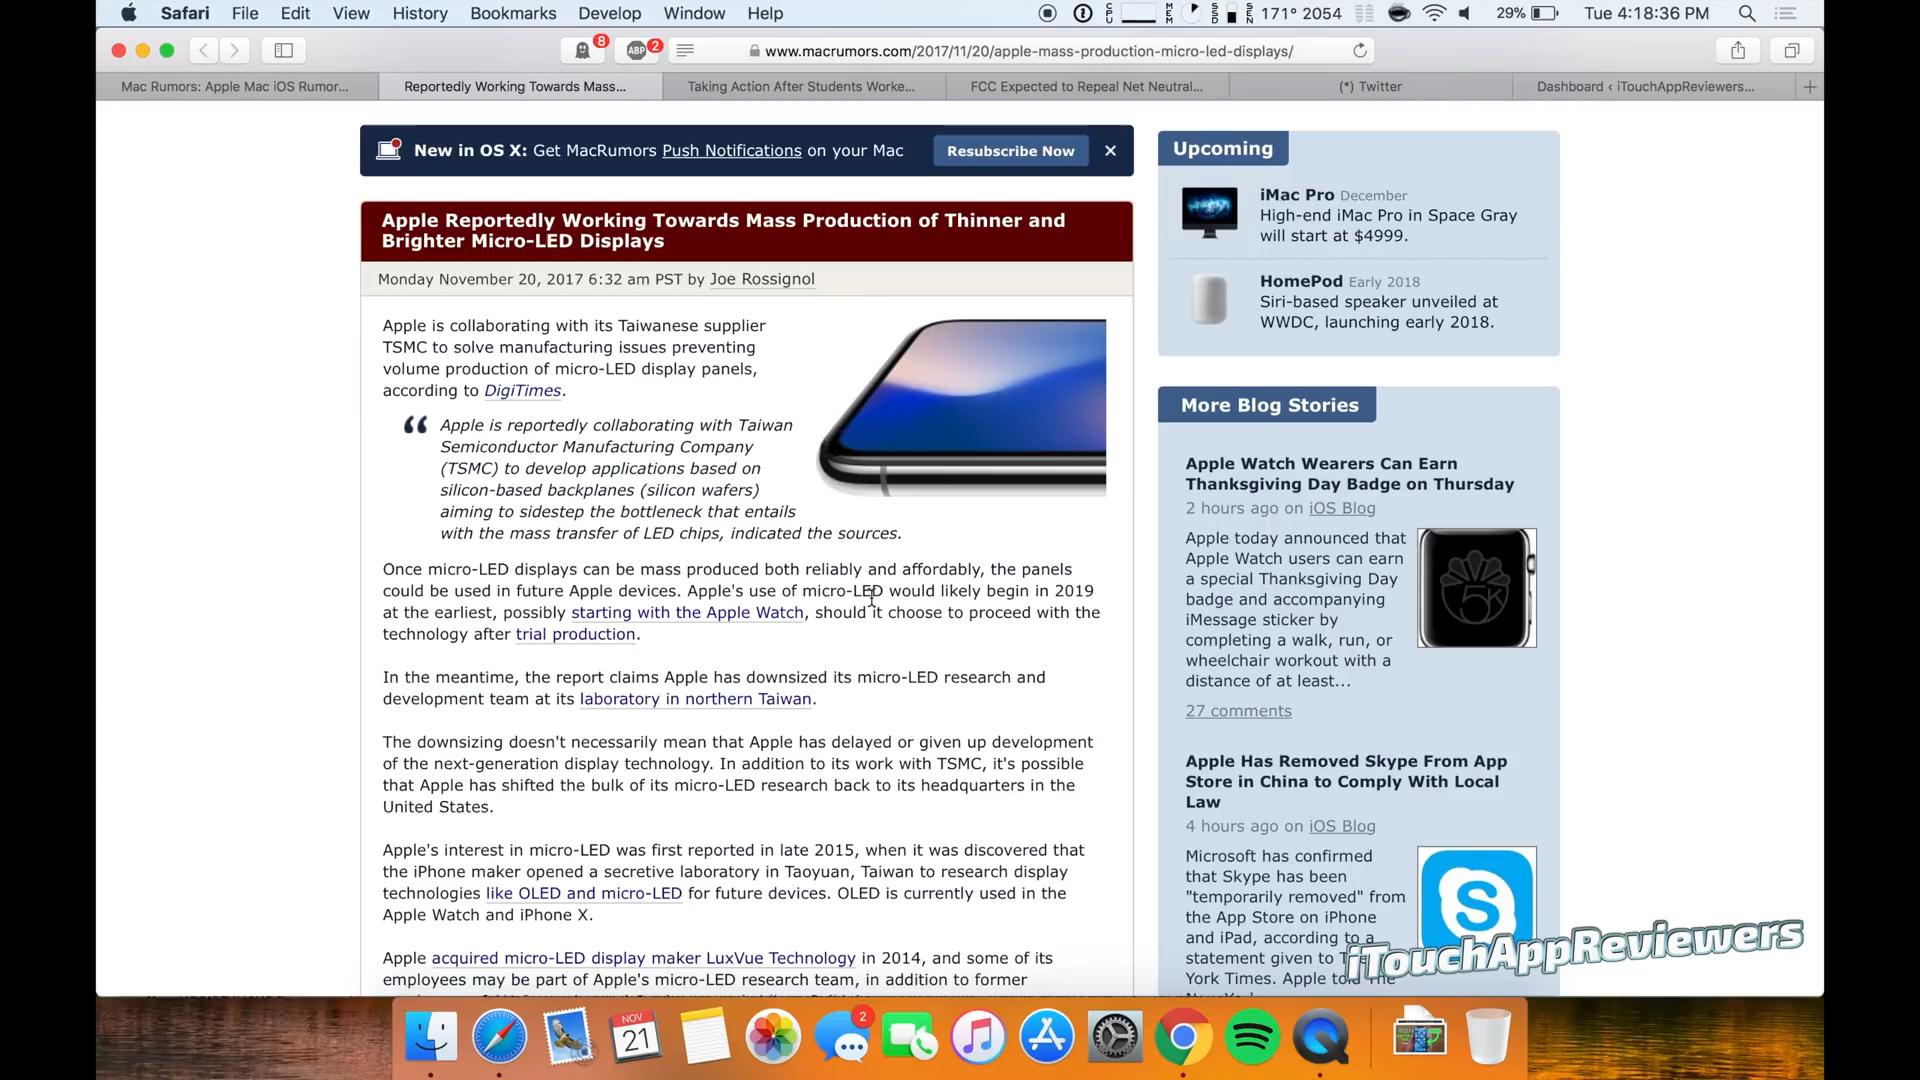 Safari File Edit View History Bookmarks Develop Window Help
CPU MEM SSD SEN 171° 2054 29% Tue 4:18:36 PM
8 ABP 2 www.macrumors.com/2017/11/20/apple-mass-production-micro-led-displays/
Mac Rumors: Apple Mac iOS Rumor... Reportedly Working Towards Mass... Taking Action After Students Worke... FCC Expected to Repeal Net Neutral... (*) Twitter Dashboard ‹ iTouchAppReviewers...
New in OS X: Get MacRumors Push Notifications on your Mac Resubscribe Now
Apple Reportedly Working Towards Mass Production of Thinner and
Brighter Micro-LED Displays
Monday November 20, 2017 6:32 am PST by Joe Rossignol
Apple is collaborating with its Taiwanese supplier
TSMC to solve manufacturing issues preventing
volume production of micro-LED display panels,
according to DigiTimes.
“ Apple is reportedly collaborating with Taiwan
Semiconductor Manufacturing Company
(TSMC) to develop applications based on
silicon-based backplanes (silicon wafers)
aiming to sidestep the bottleneck that entails
with the mass transfer of LED chips, indicated the sources.
Once micro-LED displays can be mass produced both reliably and affordably, the panels
could be used in future Apple devices. Apple's use of micro-LED would likely begin in 2019
at the earliest, possibly starting with the Apple Watch, should it choose to proceed with the
technology after trial production.
In the meantime, the report claims Apple has downsized its micro-LED research and
development team at its laboratory in northern Taiwan.
The downsizing doesn't necessarily mean that Apple has delayed or given up development
of the next-generation display technology. In addition to its work with TSMC, it's possible
that Apple has shifted the bulk of its micro-LED research back to its headquarters in the
United States.
Apple's interest in micro-LED was first reported in late 2015, when it was discovered that
the iPhone maker opened a secretive laboratory in Taoyuan, Taiwan to research display
technologies like OLED and micro-LED for future devices. OLED is currently used in the
Apple Watch and iPhone X.
Apple acquired micro-LED display maker LuxVue Technology in 2014, and some of its
employees may be part of Apple's micro-LED research team, in addition to former
Upcoming
iMac Pro December
High-end iMac Pro in Space Gray
will start at $4999.
HomePod Early 2018
Siri-based speaker unveiled at
WWDC, launching early 2018.
More Blog Stories
Apple Watch Wearers Can Earn
Thanksgiving Day Badge on Thursday
2 hours ago on iOS Blog
Apple today announced that
Apple Watch users can earn
a special Thanksgiving Day
badge and accompanying
iMessage sticker by
completing a walk, run, or
wheelchair workout with a
distance of at least...
5K
27 comments
Apple Has Removed Skype From App
Store in China to Comply With Local
Law
4 hours ago on iOS Blog
Microsoft has confirmed
that Skype has been
"temporarily removed" from
the App Store on iPhone
and iPad, according to a
statement given to
York Times. Apple told The
iTouchAppReviewers
NOV
21
2